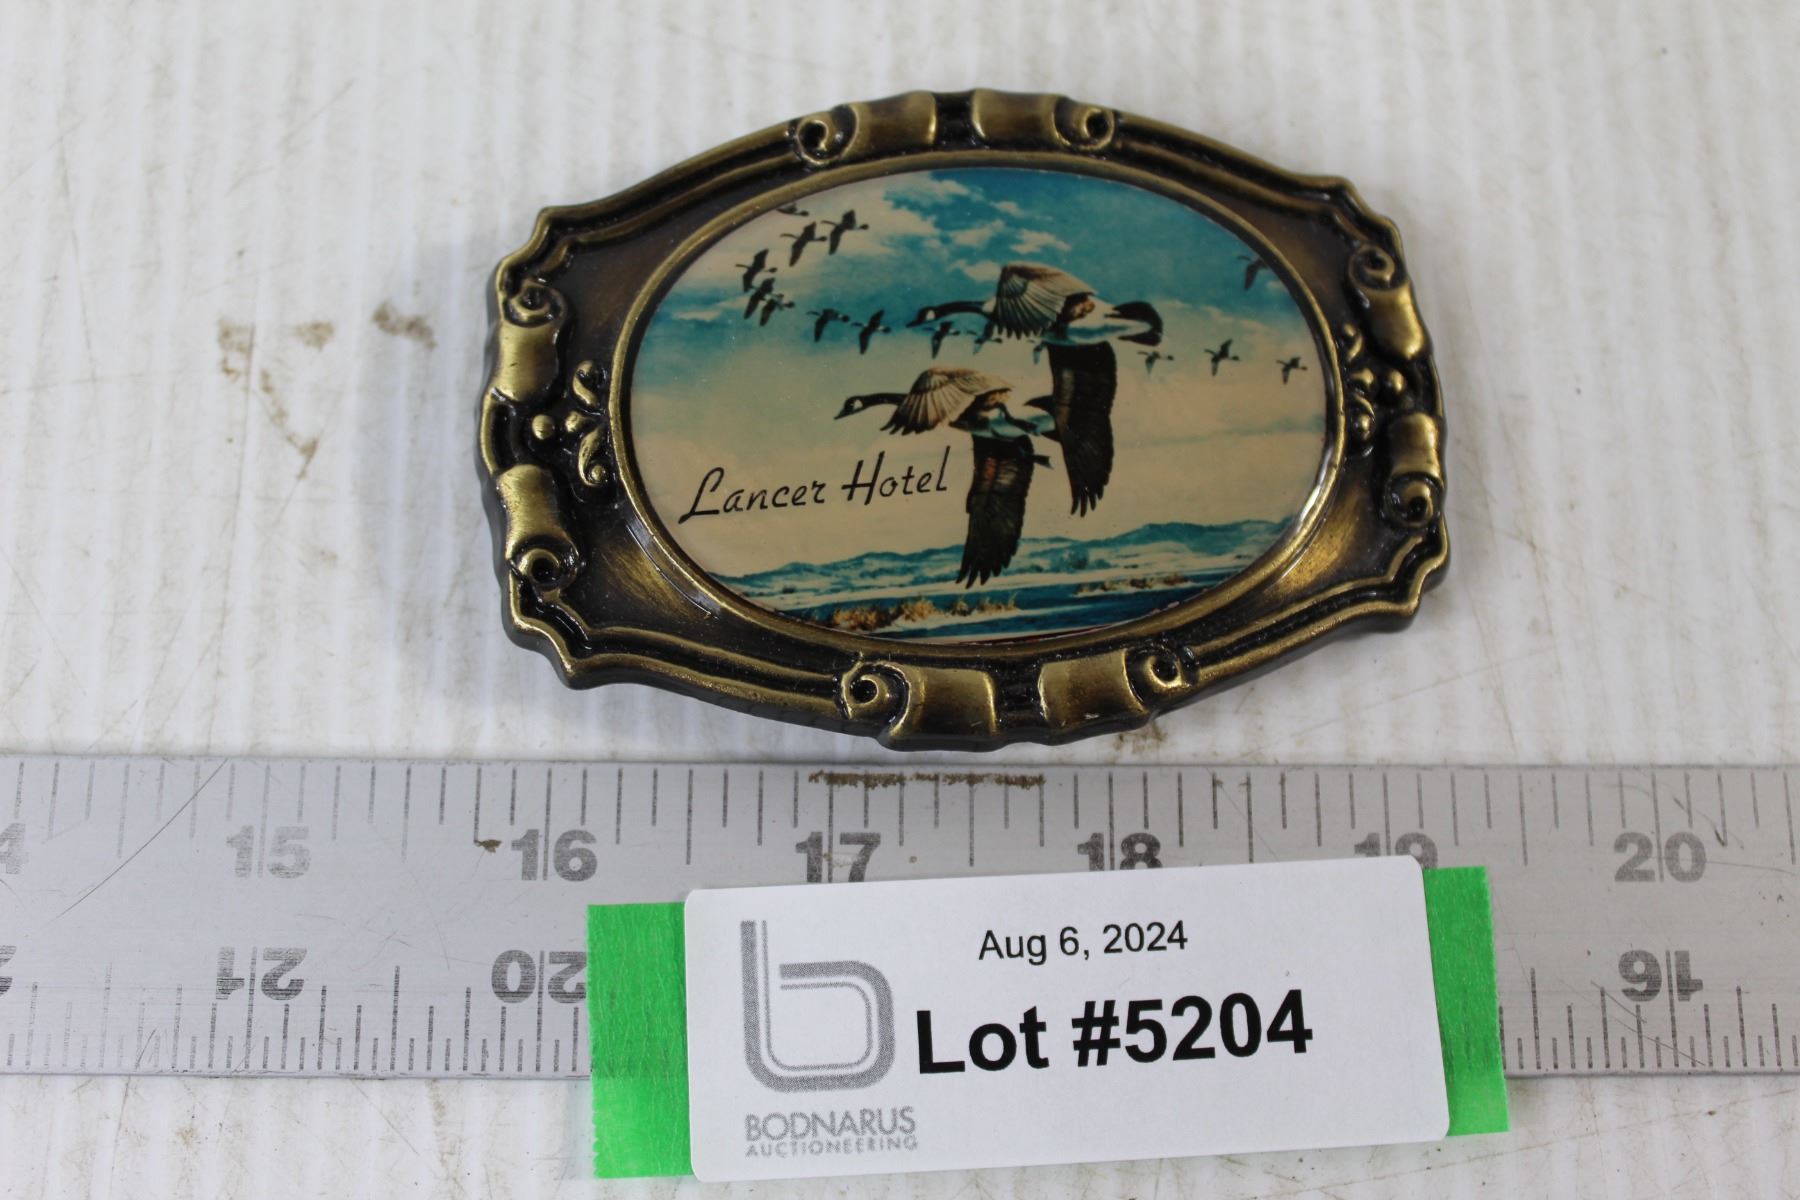 Lancer Hotel
15 16 17 18 19 20
21 20 16
Aug 6, 2024
Lot #5204
BODNARUS
AUCTIONEERING